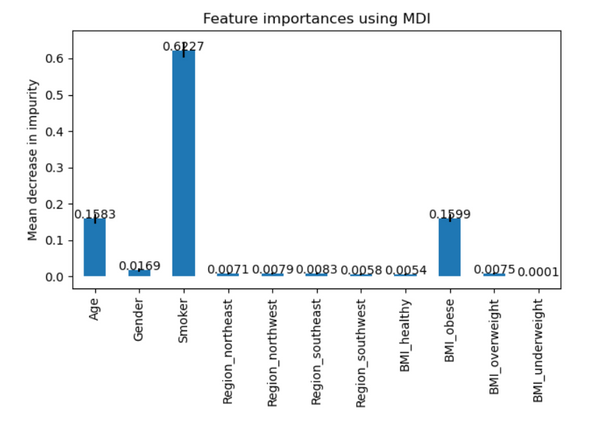 Feature importances using MDI
Mean decrease in impurity
0.6
0.5
0.4
0.3
0.2
0.1
0.0
0.1583
0.0169
0.6227
0.0071
0.0079
0.0083
0.0058
0.0054
0.1599
0.0075
0.0001
Age
Gender
Smoker
Region_northeast
Region_northwest
Region_southeast
Region_southwest
BMI_healthy
BMI_obese
BMI_overweight
BMI_underweight